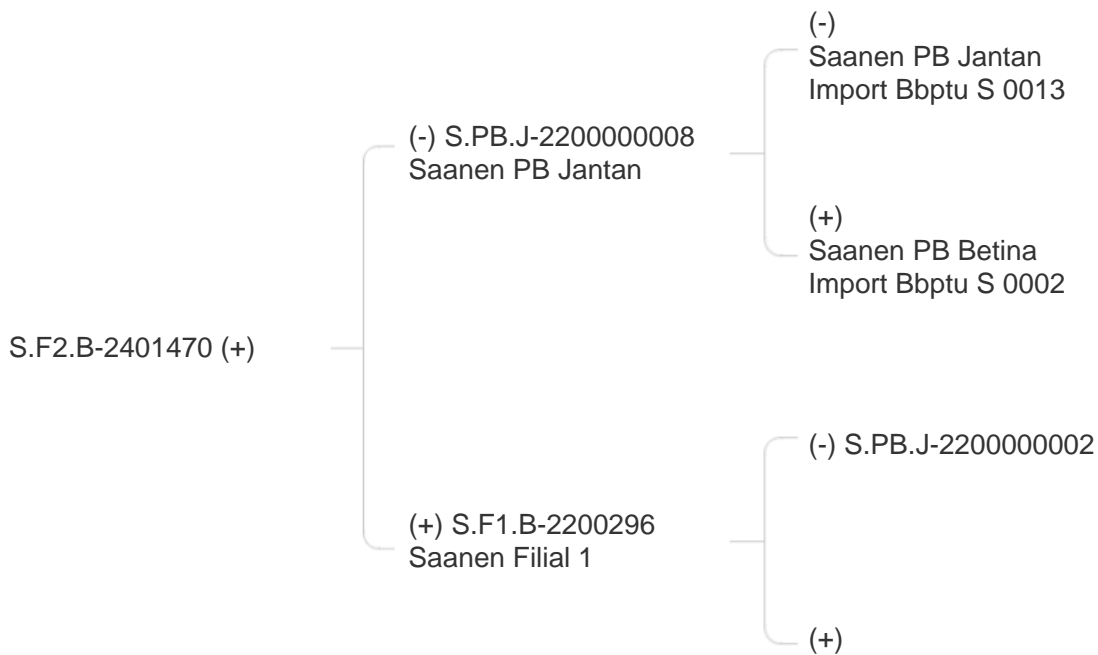 (-)
Saanen PB Jantan
Import Bbptu S 0013
(-) S.PB.J-2200000008
Saanen PB Jantan
(+)
Saanen PB Betina
Import Bbptu S 0002
S.F2.B-2401470 (+)
(-) S.PB.J-2200000002
(+) S.F1.B-2200296
Saanen Filial 1
(+)